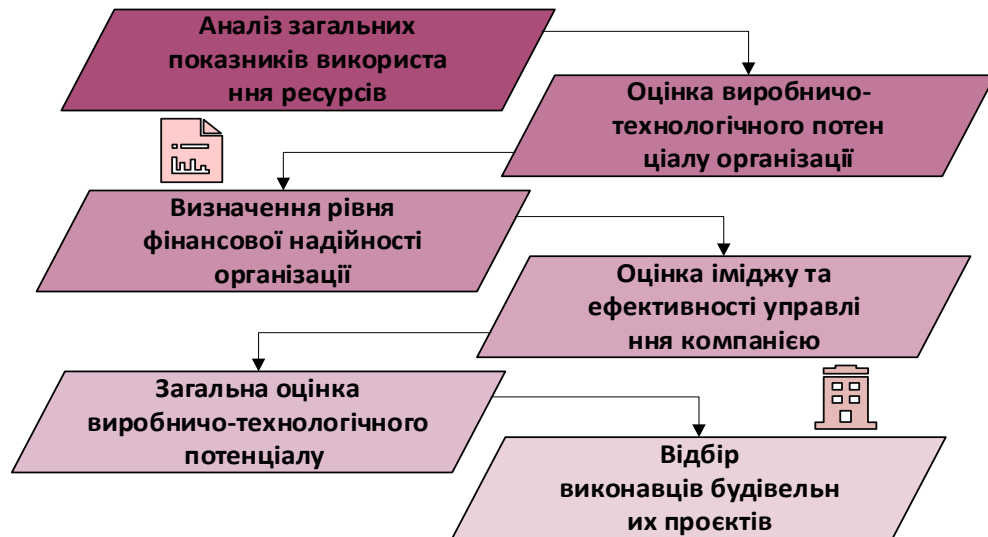 Аналіз загальних
показників використа
ння ресурсів
Оцінка виробничо-
технологічного потен
ціалу організації
Визначення рівня
фінансової надійності
організації
Оцінка іміджу та
ефективності управлі
ння компанією
Загальна оцінка
виробничо-технологічного
потенціалу
Відбір
виконавців будівельн
их проєктів